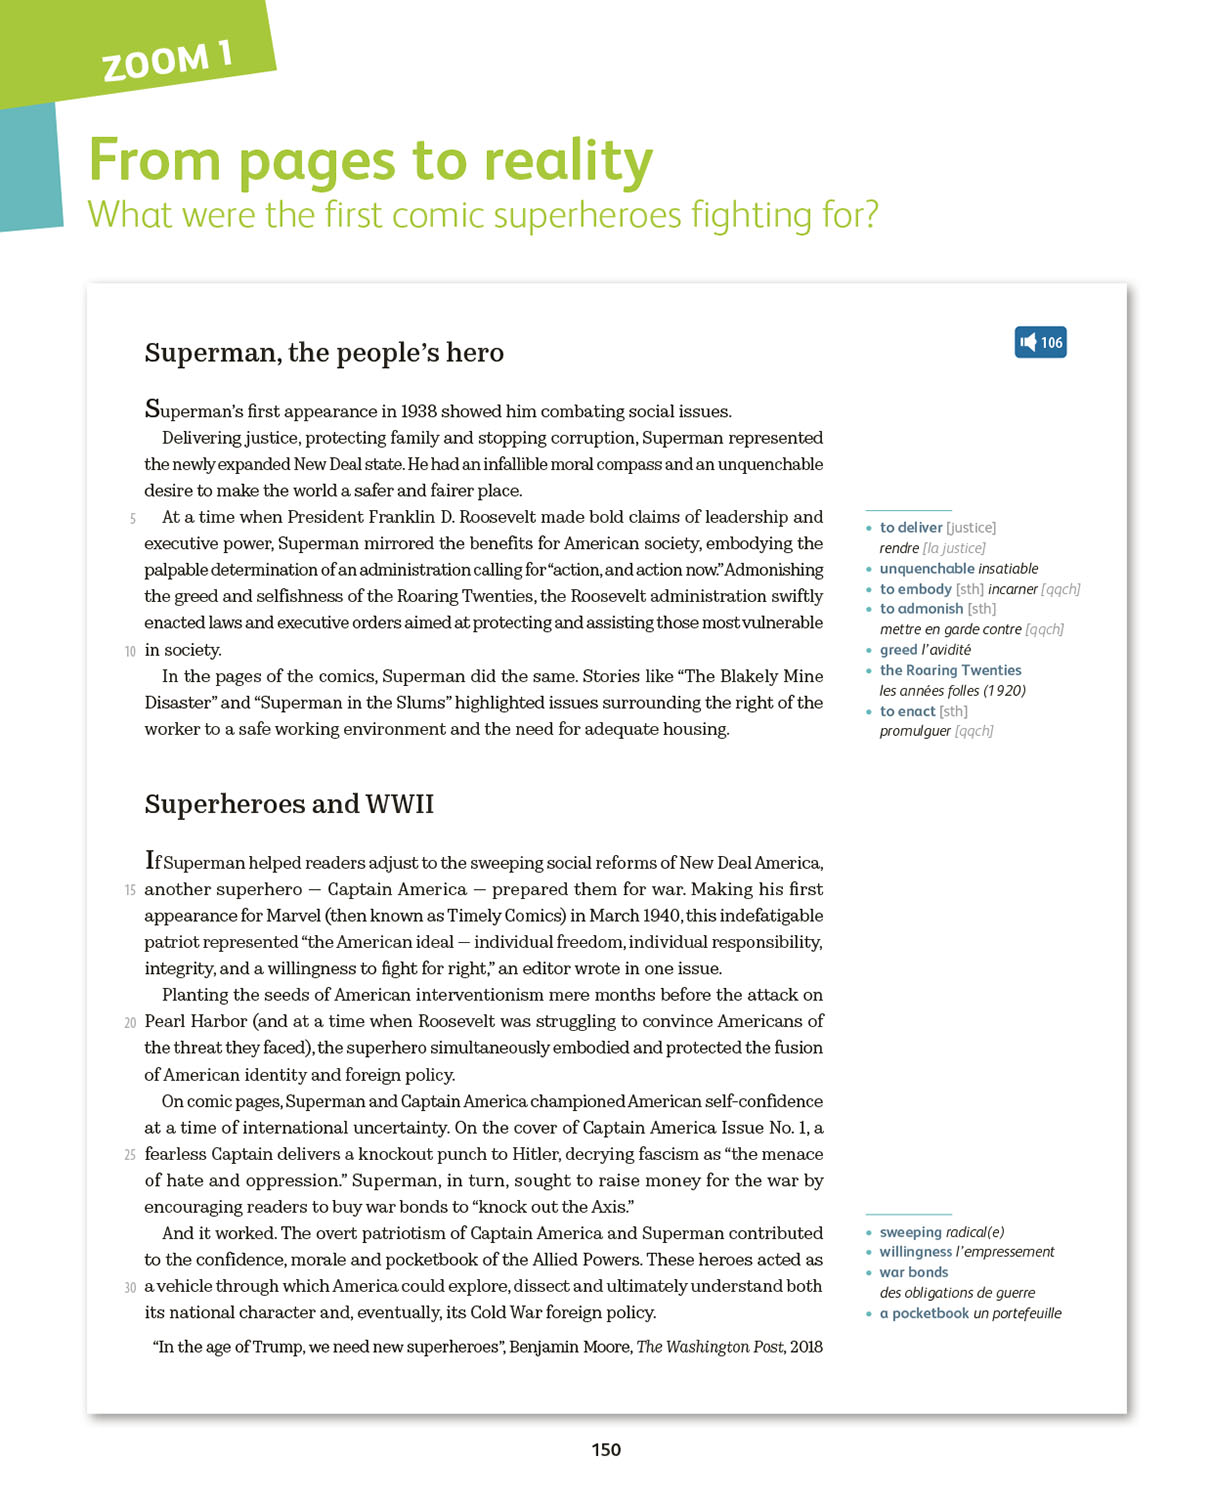 ZOOM 1
From pages to reality
What were the first comic superheroes fighting for?
Superman, the people's hero
106
Superman's first appearance in 1938 showed him combating social issues.
Delivering justice, protecting family and stopping corruption, Superman represented
the newly expanded New Deal state. He had an infallible moral compass and an unquenchable
desire to make the world a safer and fairer place.
5 At a time when President Franklin D. Roosevelt made bold claims of leadership and
executive power, Superman mirrored the benefits for American society, embodying the
palpable determination of an administration calling for “action, and action now.” Admonishing
the greed and selfishness of the Roaring Twenties, the Roosevelt administration swiftly
enacted laws and executive orders aimed at protecting and assisting those most vulnerable
10 in society.
In the pages of the comics, Superman did the same. Stories like “The Blakely Mine
Disaster” and “Superman in the Slums” highlighted issues surrounding the right of the
worker to a safe working environment and the need for adequate housing.
• to deliver [justice]
rendre [la justice]
• unquenchable insatiable
• to embody [sth] incarner [qqch]
• to admonish [sth]
mettre en garde contre [qqch]
• greed l'avidité
• the Roaring Twenties
les années folles (1920)
• to enact [sth]
promulguer [qqch]
Superheroes and WWII
If Superman helped readers adjust to the sweeping social reforms of New Deal America,
15 another superhero — Captain America — prepared them for war. Making his first
appearance for Marvel (then known as Timely Comics) in March 1940, this indefatigable
patriot represented “the American ideal — individual freedom, individual responsibility,
integrity, and a willingness to fight for right,” an editor wrote in one issue.
Planting the seeds of American interventionism mere months before the attack on
20 Pearl Harbor (and at a time when Roosevelt was struggling to convince Americans of
the threat they faced), the superhero simultaneously embodied and protected the fusion
of American identity and foreign policy.
On comic pages, Superman and Captain America championed American self-confidence
at a time of international uncertainty. On the cover of Captain America Issue No. 1, a
25 fearless Captain delivers a knockout punch to Hitler, decrying fascism as “the menace
of hate and oppression.” Superman, in turn, sought to raise money for the war by
encouraging readers to buy war bonds to “knock out the Axis.”
And it worked. The overt patriotism of Captain America and Superman contributed
to the confidence, morale and pocketbook of the Allied Powers. These heroes acted as
30 a vehicle through which America could explore, dissect and ultimately understand both
its national character and, eventually, its Cold War foreign policy.
“In the age of Trump, we need new superheroes”, Benjamin Moore, The Washington Post, 2018
• sweeping radical(e)
• willingness l'empressement
• war bonds
des obligations de guerre
• a pocketbook un portefeuille
150